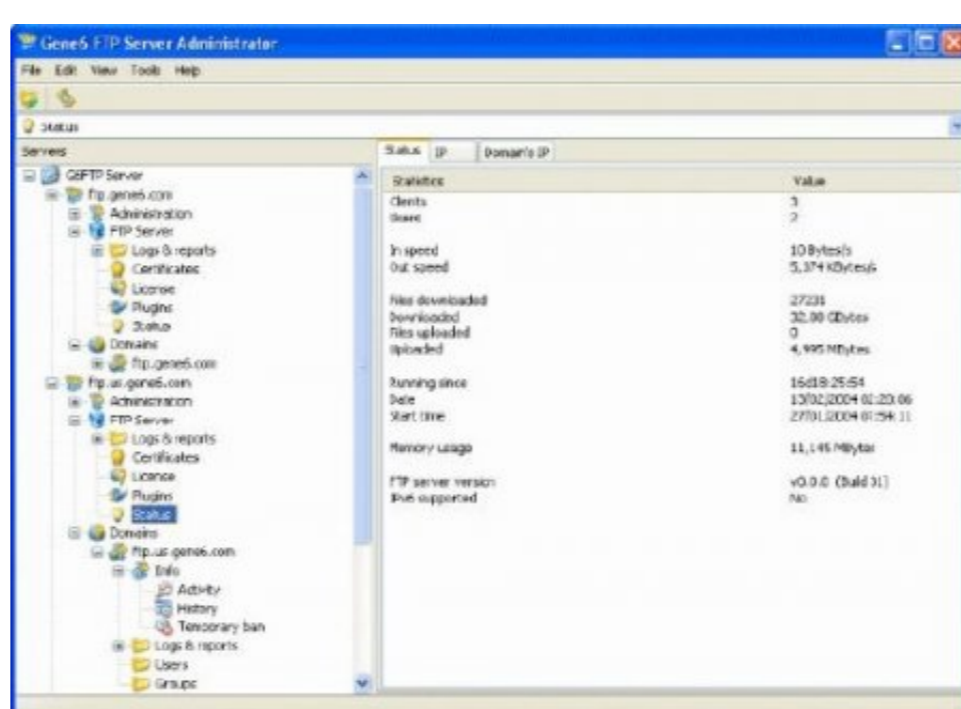 Gene6 FTP Server Administrator
File Edit View Tools Help
Status
Servers
Status IP Domain's IP
G6FTP Server
ftp.gene6.com
Administration
FTP Server
Logs & reports
Certificates
License
Plugins
Status
Domains
ftp.gene6.com
ftp.us.gene6.com
Administration
FTP Server
Logs & reports
Certificates
Licence
Plugins
Status
Domains
ftp.us.gene6.com
Info
Activity
History
Temporary ban
Logs & reports
Users
Groups
Statistics Value
Clients 3
Users 2
In speed 10 Bytes/s
Out speed 5,374 KBytes/s
Files downloaded 27231
Downloaded 32.00 GBytes
Files uploaded 0
Uploaded 4,995 MBytes
Running since 16d18:25:54
Date 13/02/2004 02:20:06
Start time 27/01/2004 07:54:11
Memory usage 11,145 MBytes
FTP server version (Build 31)
IPv6 supported No